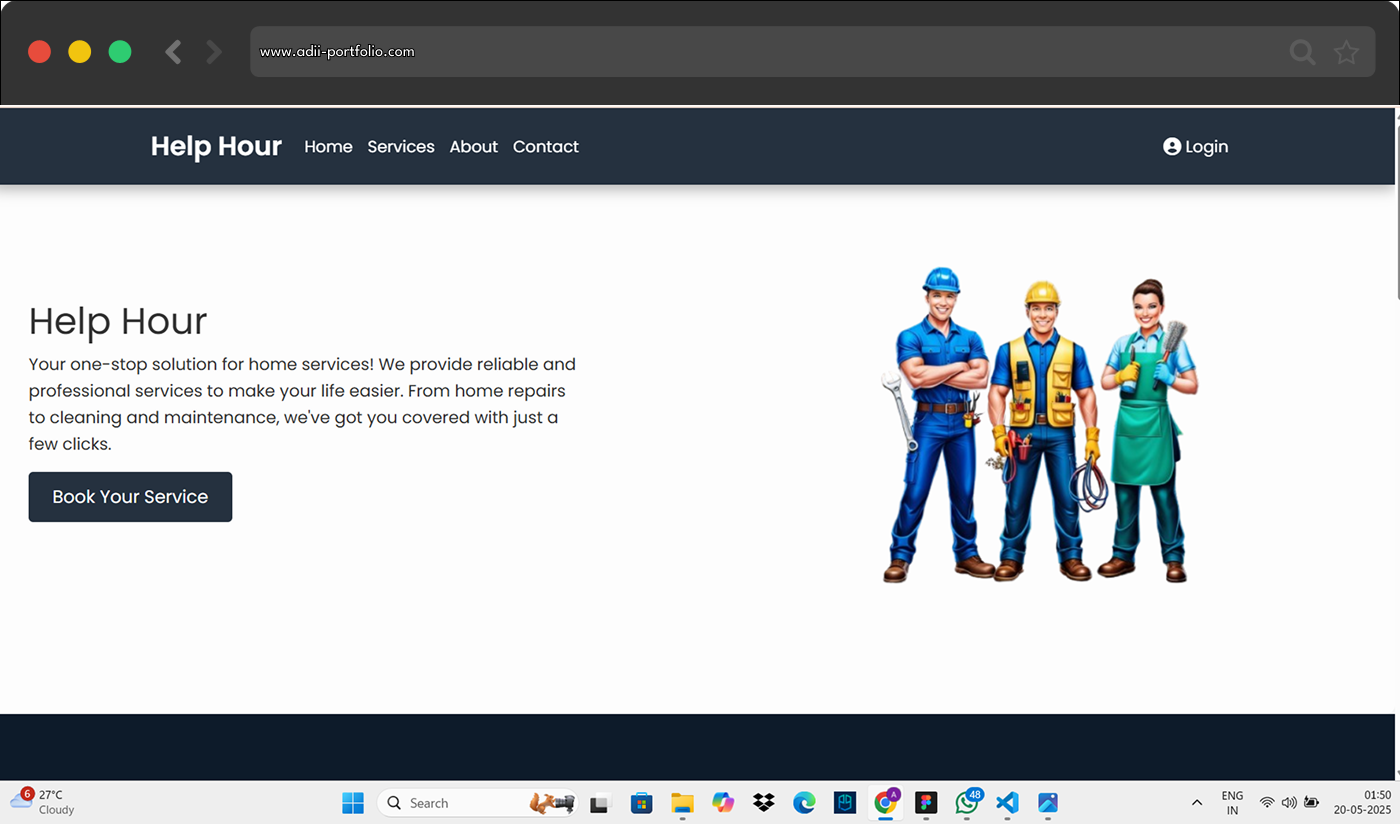 www.adii-portfolio.com
Help Hour Home Services About Contact Login
Help Hour
Your one-stop solution for home services! We provide reliable and
professional services to make your life easier. From home repairs
to cleaning and maintenance, we've got you covered with just a
few clicks.
Book Your Service
6 27°C
Cloudy
Search
A
48
ENG
IN
01:50
20-05-2025